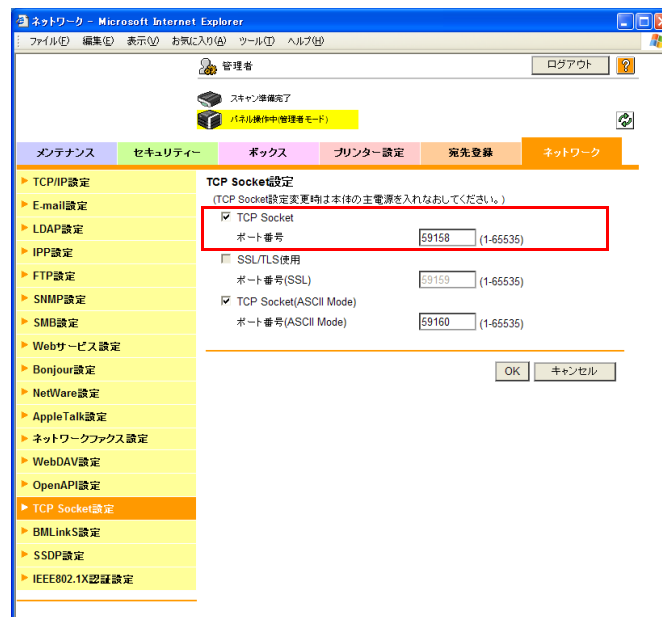 ネットワーク - Microsoft Internet Explorer
ファイル(F) 編集(E) 表示(V) お気に入り(A) ツール(T) ヘルプ(H)
管理者 ログアウト ?
スキャン準備完了
パネル操作中(管理者モード)
メンテナンス セキュリティー ボックス プリンター設定 宛先登録 ネットワーク
TCP/IP設定
E-mail設定
LDAP設定
IPP設定
FTP設定
SNMP設定
SMB設定
Webサービス設定
Bonjour設定
NetWare設定
AppleTalk設定
ネットワークファクス設定
WebDAV設定
OpenAPI設定
TCP Socket設定
BMLinkS設定
SSDP設定
IEEE802.1X認証設定
TCP Socket設定
(TCP Socket設定変更時は本体の主電源を入れなおしてください。)
TCP Socket
ポート番号 59158 (1-65535)
SSL/TLS使用
ポート番号(SSL) 59159 (1-65535)
TCP Socket(ASCII Mode)
ポート番号(ASCII Mode) 59160 (1-65535)
OK キャンセル